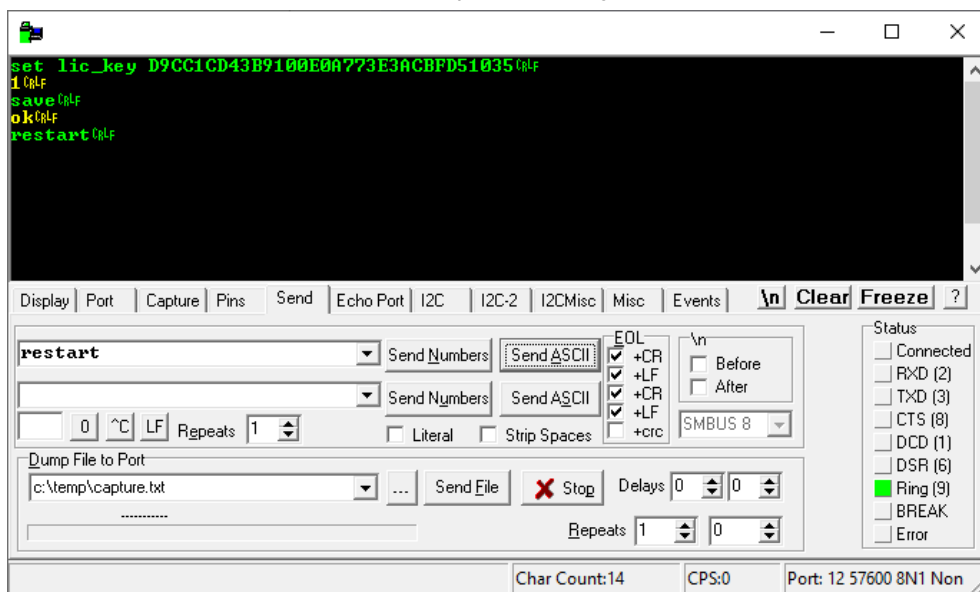 set lic_key D9CC1CD43B9100E0A773E3ACBFD51035CRLF
1CRLF
saveCRLF
okCRLF
restartCRLF
Display Port Capture Pins Send Echo Port I2C I2C-2 I2CMisc Misc Events \n Clear Freeze ?
restart Send Numbers Send ASCII
Send Numbers Send ASCII
0 ^C LF Repeats 1 Literal Strip Spaces
EOL
+CR
+LF
+CR
+LF
+crc
\n
Before
After
SMBUS 8
Dump File to Port
c:\temp\capture.txt ... Send File Stop Delays 0 0
-----------
Repeats 1 0
Status
Connected
RXD (2)
TXD (3)
CTS (8)
DCD (1)
DSR (6)
Ring (9)
BREAK
Error
Char Count:14 CPS:0 Port: 12 57600 8N1 Non